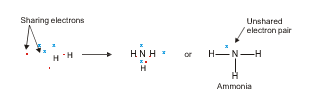 Sharing electrons
Unshared
electron pair
H H
H N H
H
or
H N H
H
Ammonia